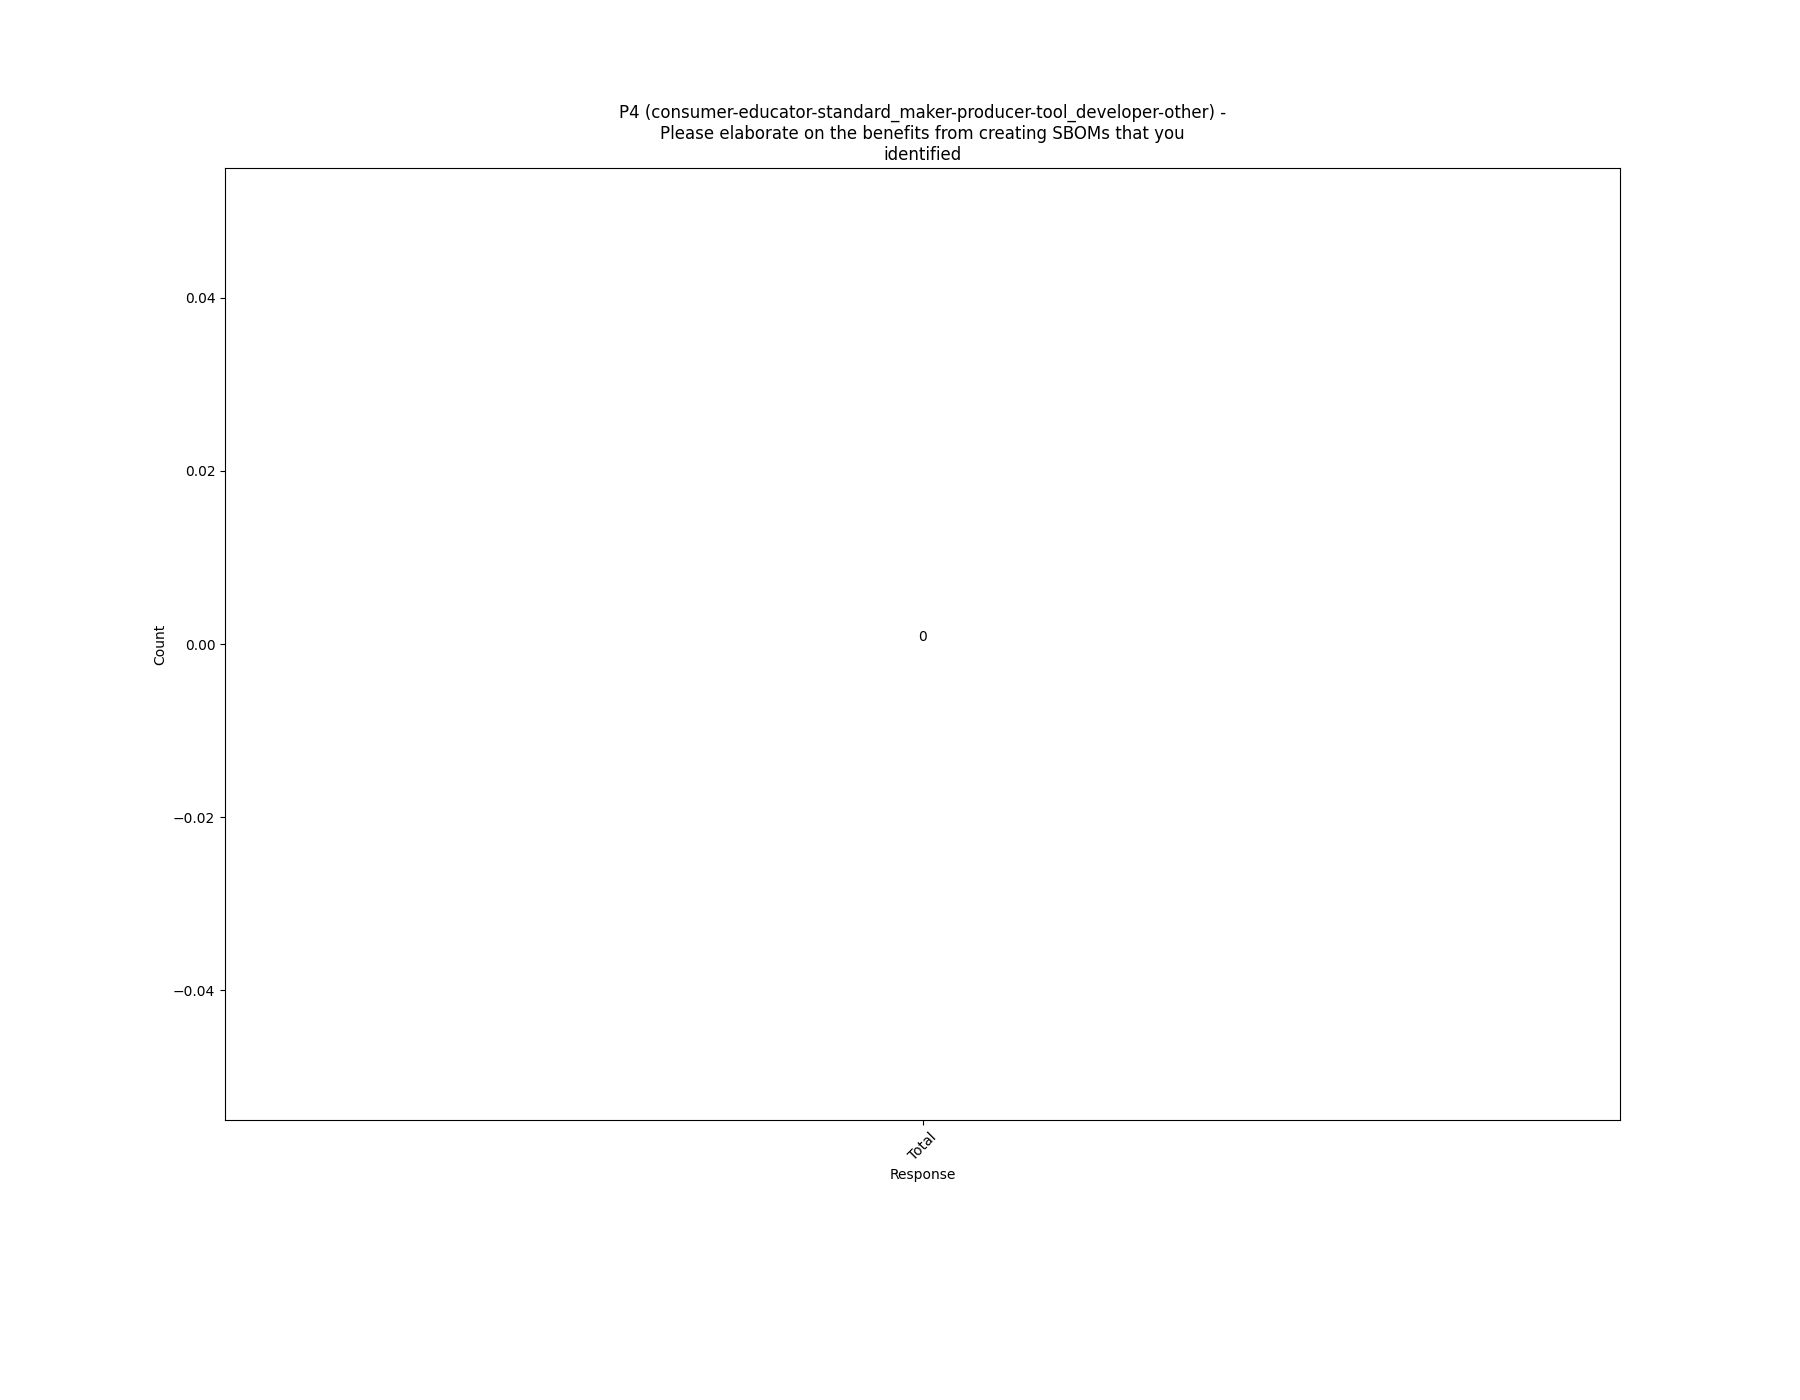 P4 (consumer-educator-standard_maker-producer-tool_developer-other) -
Please elaborate on the benefits from creating SBOMs that you
identified
0.04
0.02
0.00
−0.02
−0.04
Count
0
Total
Response